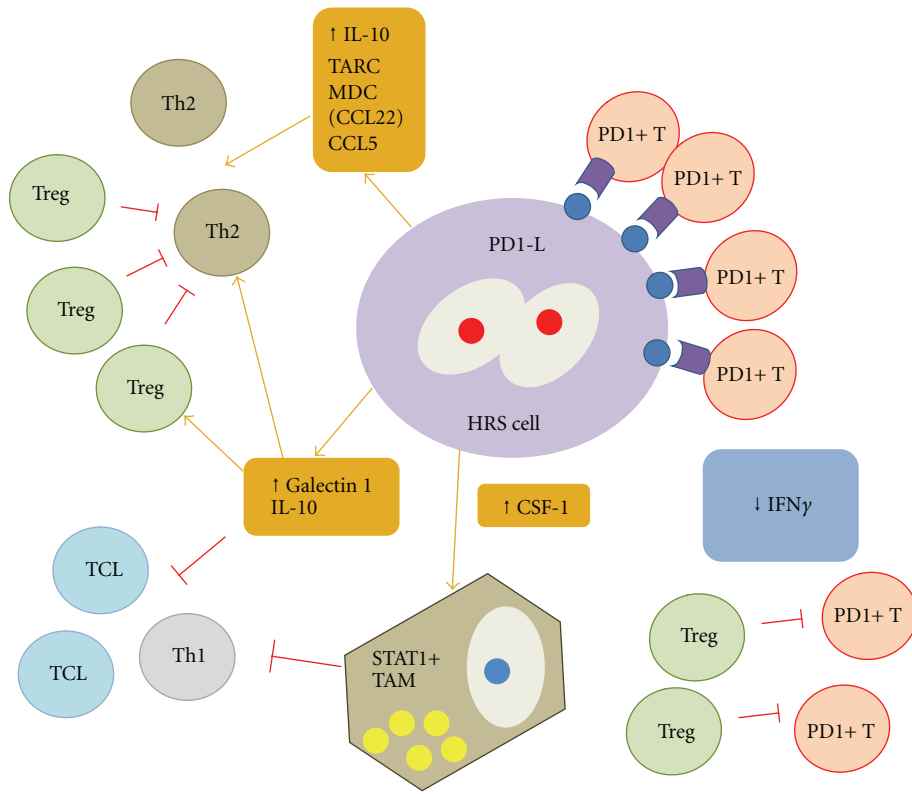 ↑ IL-10
TARC
MDC
(CCL22)
CCL5
Th2
Th2
Treg
Treg
Treg
PD1+ T
PD1+ T
PD1+ T
PD1+ T
PD1-L
HRS cell
↑ Galectin 1
IL-10
↑ CSF-1
↓ IFNγ
TCL
TCL
Th1
STAT1+
TAM
Treg
Treg
PD1+ T
PD1+ T